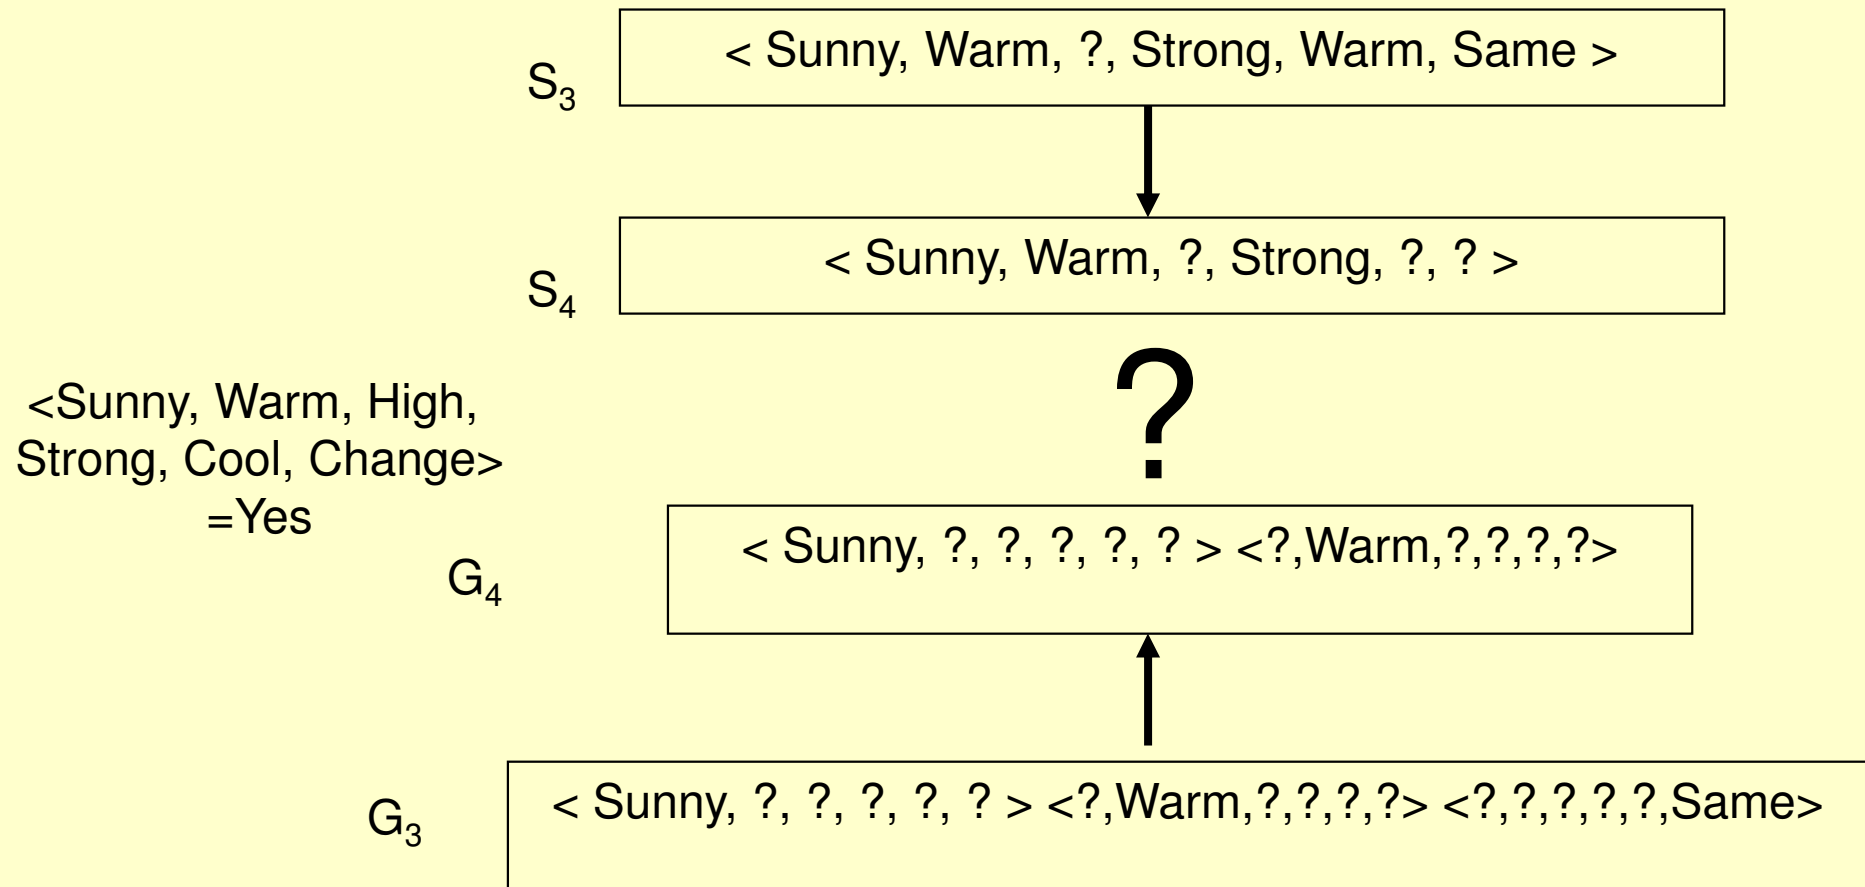 < Sunny, Warm, ?, Strong, Warm, Same >
S₃
< Sunny, Warm, ?, Strong, ?, ? >
S₄
?
<Sunny, Warm, High,
Strong, Cool, Change>
=Yes
< Sunny, ?, ?, ?, ?, ? > <?,Warm,?,?,?,?>
G₄
< Sunny, ?, ?, ?, ?, ? > <?,Warm,?,?,?,?> <?,?,?,?,?,Same>
G₃